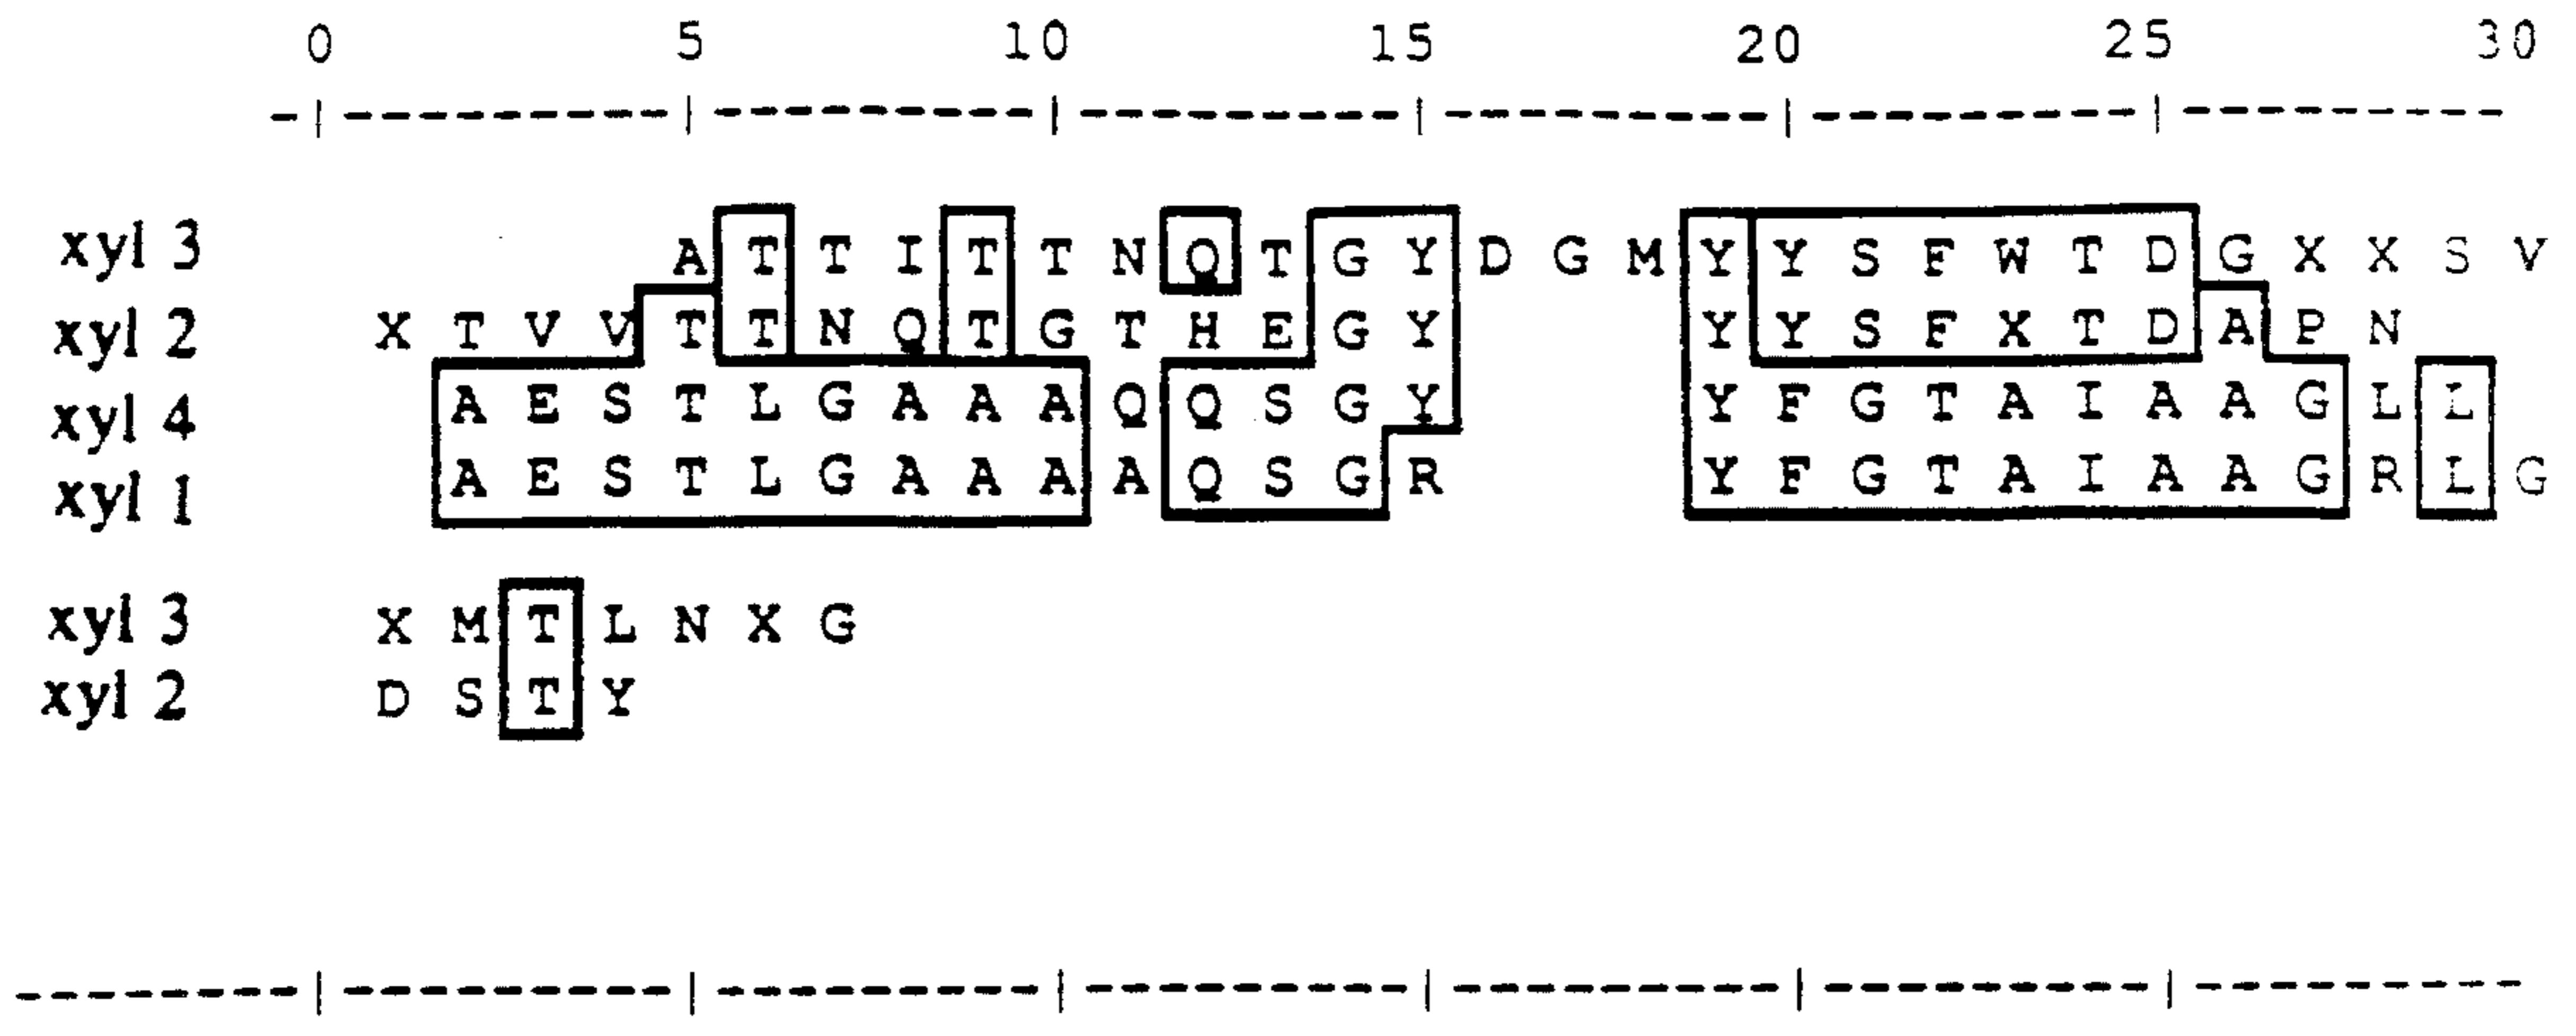 0 5 10 15 20 25 30
-|---------|---------|---------|---------|---------|---------
xyl 3 A T T I T T N Q T G Y D G M Y Y S F W T D G X X S V
xyl 2 X T V V T T N Q T G T H E G Y Y Y S F X T D A P N
xyl 4 A E S T L G A A A Q Q S G Y Y F G T A I A A G L L
xyl 1 A E S T L G A A A A Q S G R Y F G T A I A A G R L G
xyl 3 X M T L N X G
xyl 2 D S T Y
--------|---------|---------|---------|---------|---------|---------